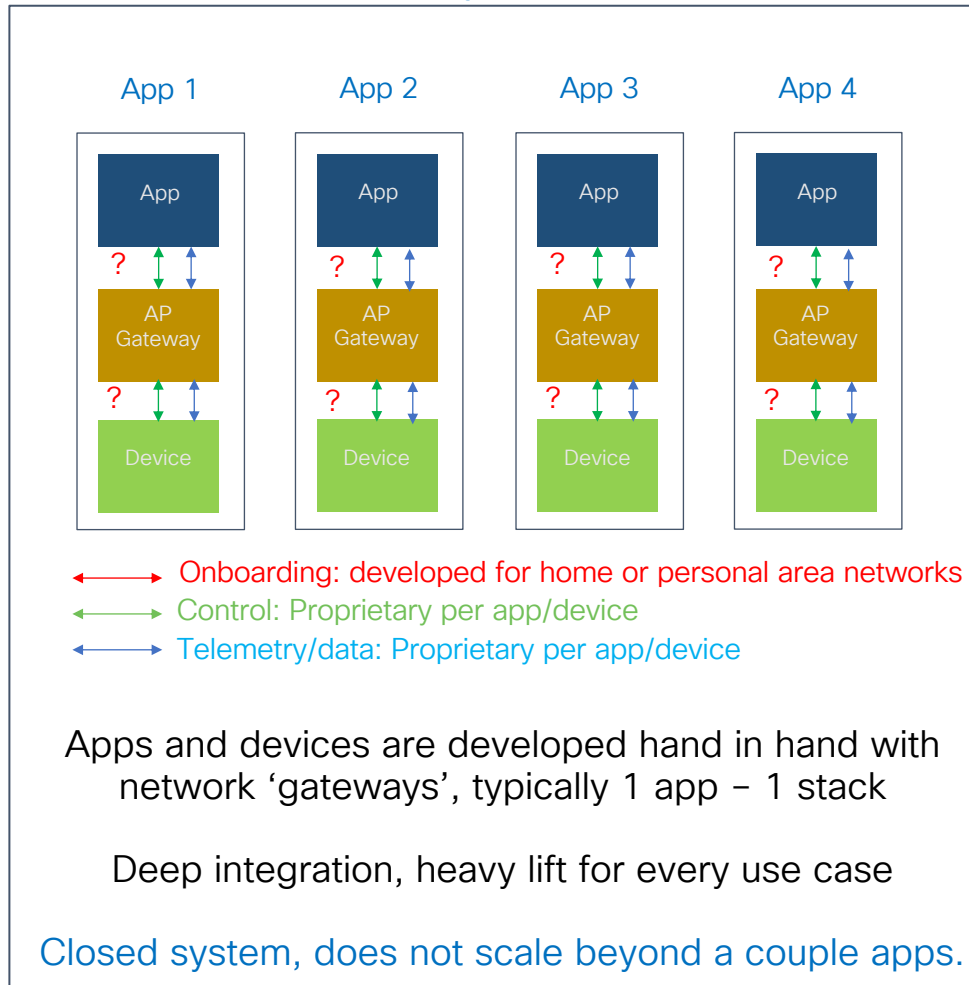 App 1
App 2
App 3
App 4
App
App
App
App
?
?
?
?
AP
Gateway
AP
Gateway
AP
Gateway
AP
Gateway
?
?
?
?
Device
Device
Device
Device
Onboarding: developed for home or personal area networks
Control: Proprietary per app/device
Telemetry/data: Proprietary per app/device
Apps and devices are developed hand in hand with
network ‘gateways’, typically 1 app – 1 stack
Deep integration, heavy lift for every use case
Closed system, does not scale beyond a couple apps.